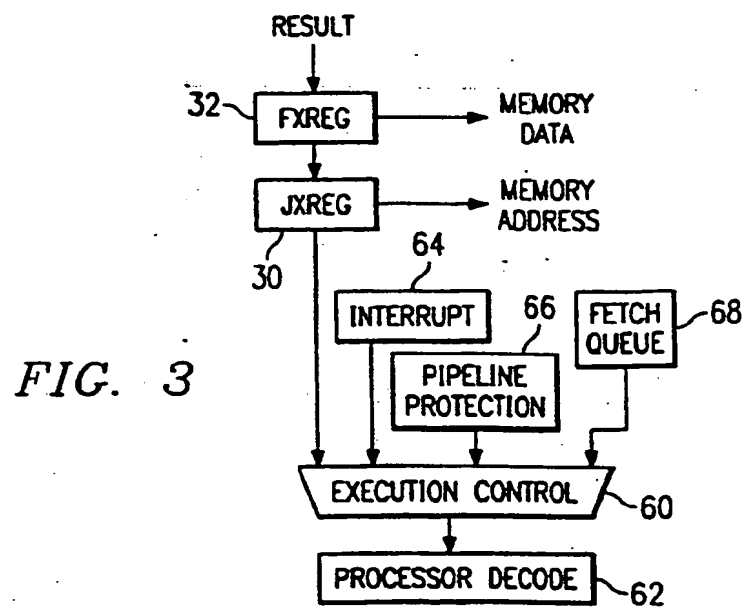 RESULT
32
FXREG
MEMORY
DATA
JXREG
MEMORY
ADDRESS
30
64
INTERRUPT
66
68
FETCH
QUEUE
PIPELINE
PROTECTION
FIG. 3
EXECUTION CONTROL
60
PROCESSOR DECODE
62